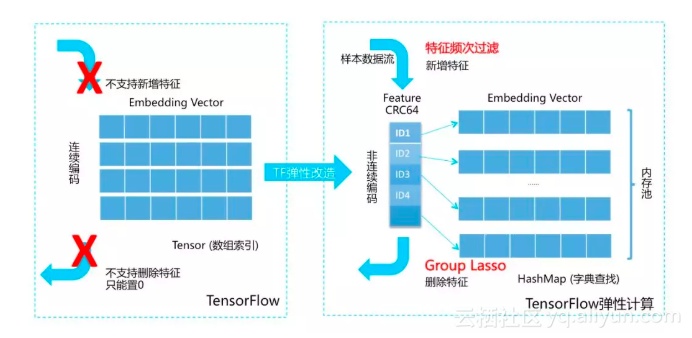 不支持新增特征
Embedding Vector
连续编码
Tensor (数组索引)
不支持删除特征
只能置0
TensorFlow
TF弹性改造
样本数据流
特征频次过滤
新增特征
Feature
CRC64
Embedding Vector
ID1
ID2
ID3
ID4
非连续编码
......
内存池
Group Lasso
删除特征
HashMap (字典查找)
TensorFlow弹性计算
云栖社区 yq.aliyun.com